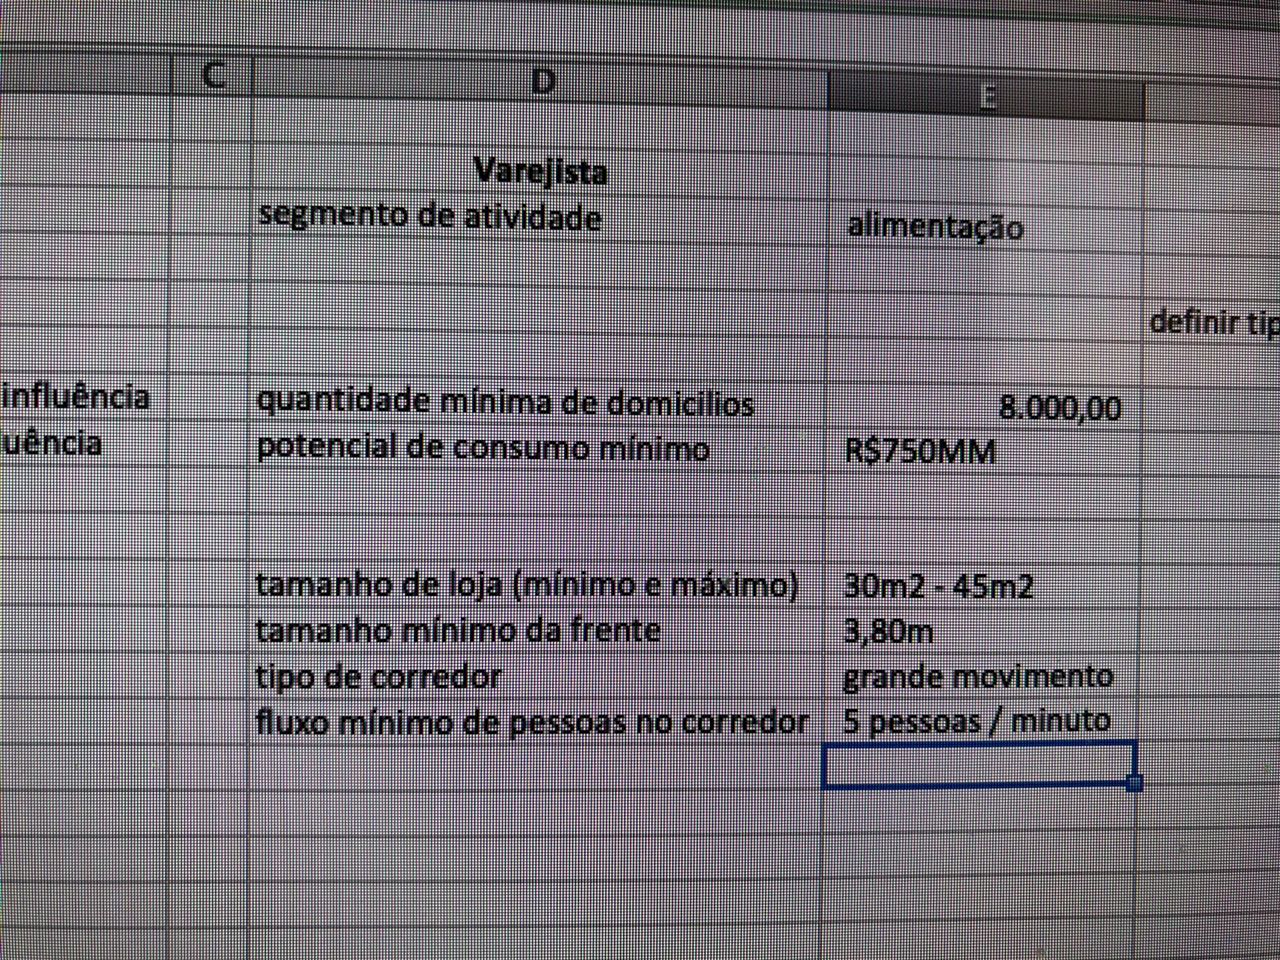 C D E
Varejista
segmento de atividade alimentação
definir tip
influência quantidade mínima de domicilios 8.000,00
uência potencial de consumo mínimo R$750MM
tamanho de loja (mínimo e máximo) 30m2 - 45m2
tamanho mínimo da frente 3,80m
tipo de corredor grande movimento
fluxo mínimo de pessoas no corredor 5 pessoas / minuto